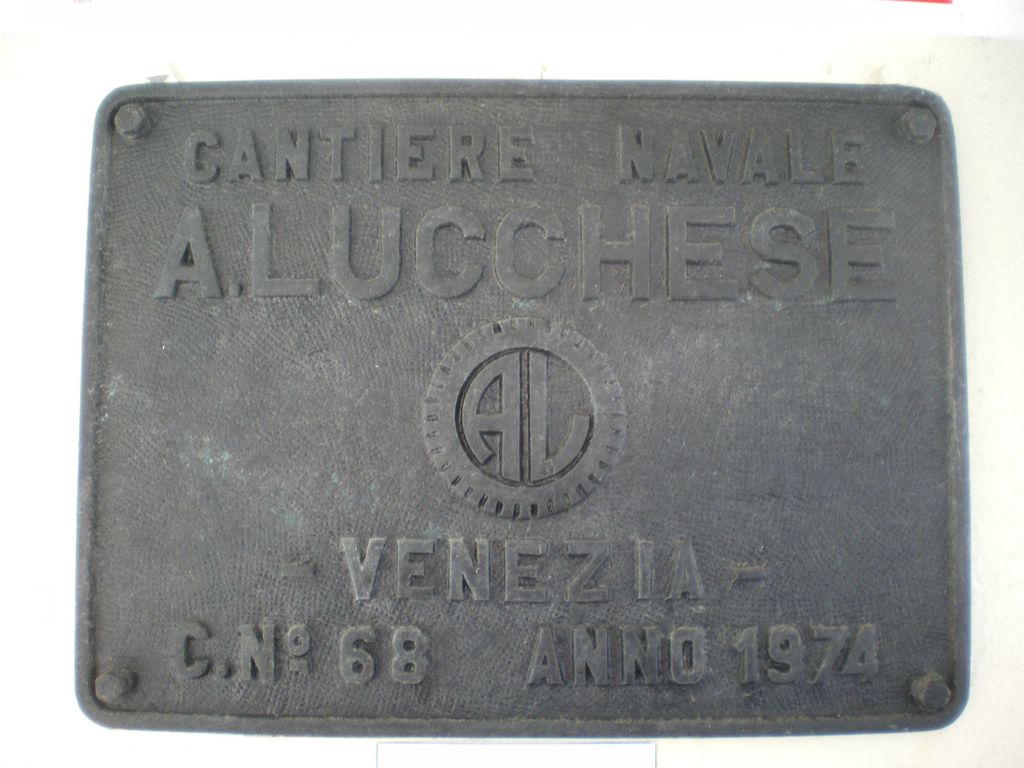 CANTIERE NAVALE
A. LUCCHESE
AL
- VENEZIA -
C.Nº 68 ANNO 1974